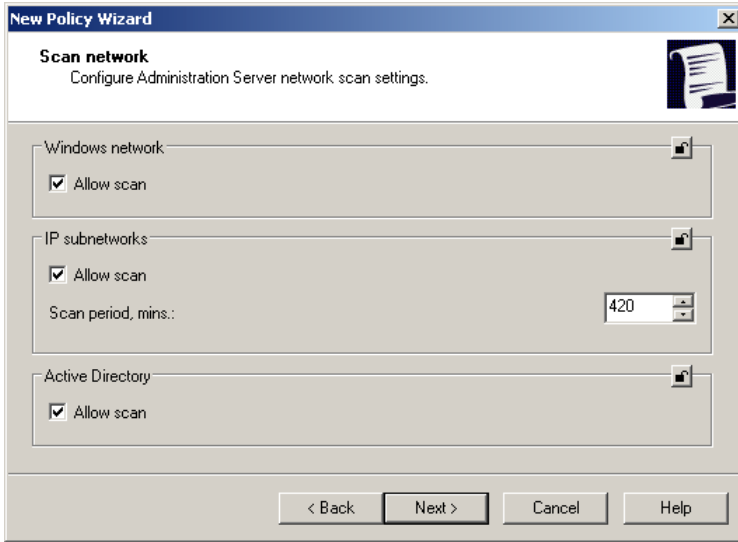 New Policy Wizard
Scan network
Configure Administration Server network scan settings.
Windows network
Allow scan
IP subnetworks
Allow scan
Scan period, mins.: 420
Active Directory
Allow scan
< Back Next > Cancel Help